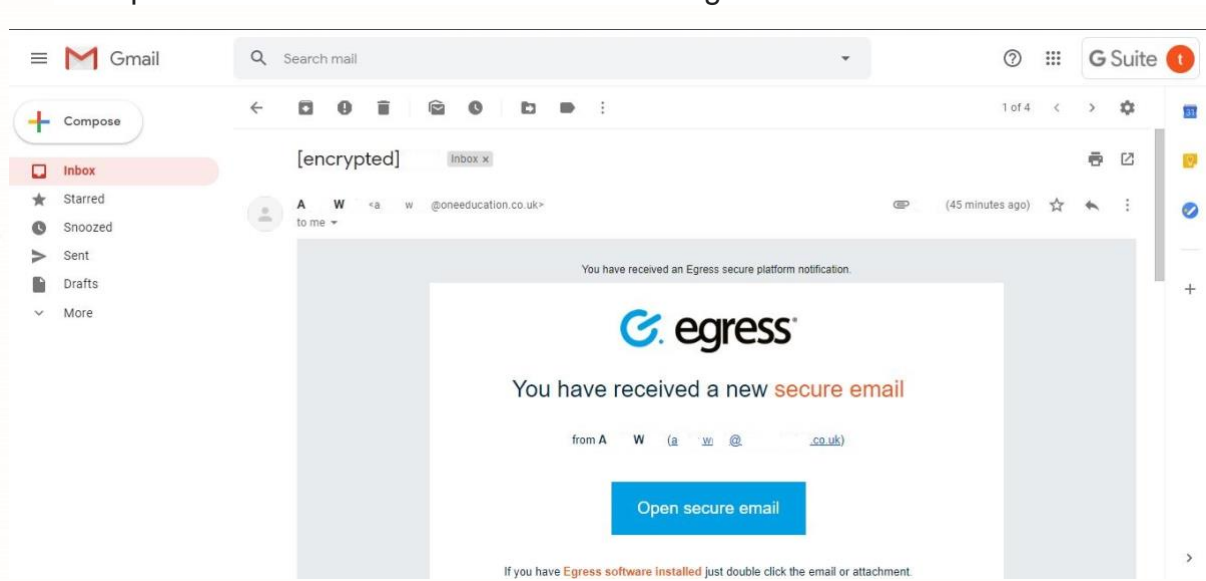 Gmail
Search mail
G Suite t
Compose
1 of 4
[encrypted] Inbox x
Inbox
Starred
A W <a w @oneeducation.co.uk>
(45 minutes ago)
to me
Snoozed
Sent
Drafts
More
You have received an Egress secure platform notification.
egress
You have received a new secure email
from A W (a w @ .co.uk)
Open secure email
If you have Egress software installed just double click the email or attachment.
31